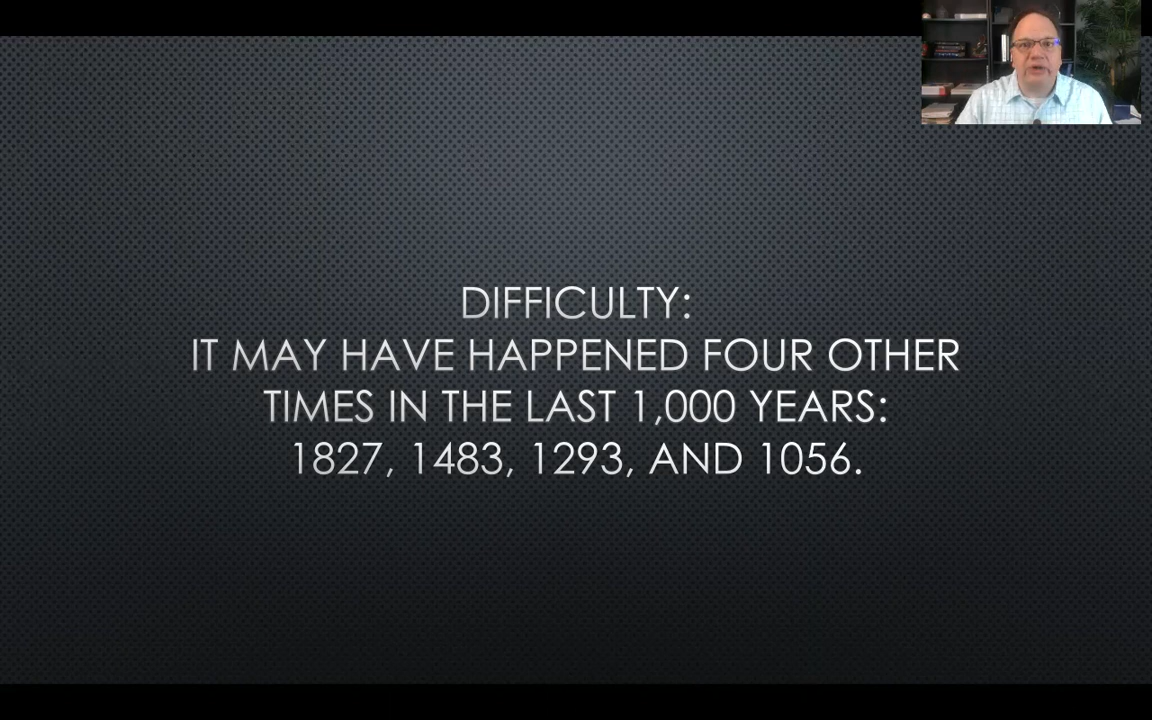 DIFFICULTY:
IT MAY HAVE HAPPENED FOUR OTHER
TIMES IN THE LAST 1,000 YEARS:
1827, 1483, 1293, AND 1056.